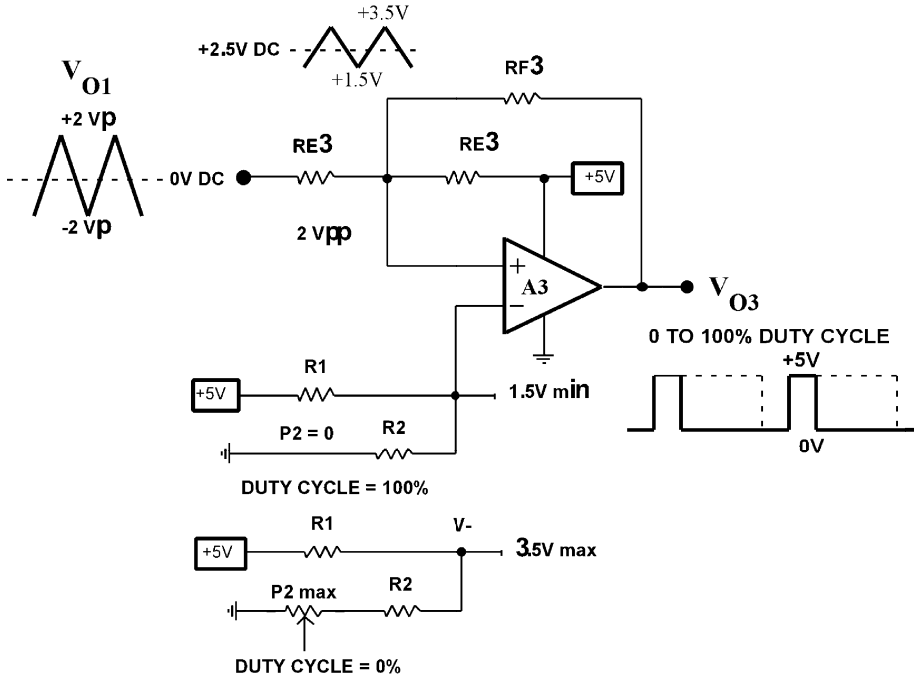 +3.5V
+2.5V DC
+1.5V
VO1
+2 Vp
0V DC
-2 Vp
RF3
RE3
RE3
+5V
2 Vpp
+
A3
−
VO3
0 TO 100% DUTY CYCLE
+5V
0V
R1
+5V
1.5V min
P2 = 0
R2
DUTY CYCLE = 100%
R1
V-
+5V
3.5V max
P2 max
R2
DUTY CYCLE = 0%